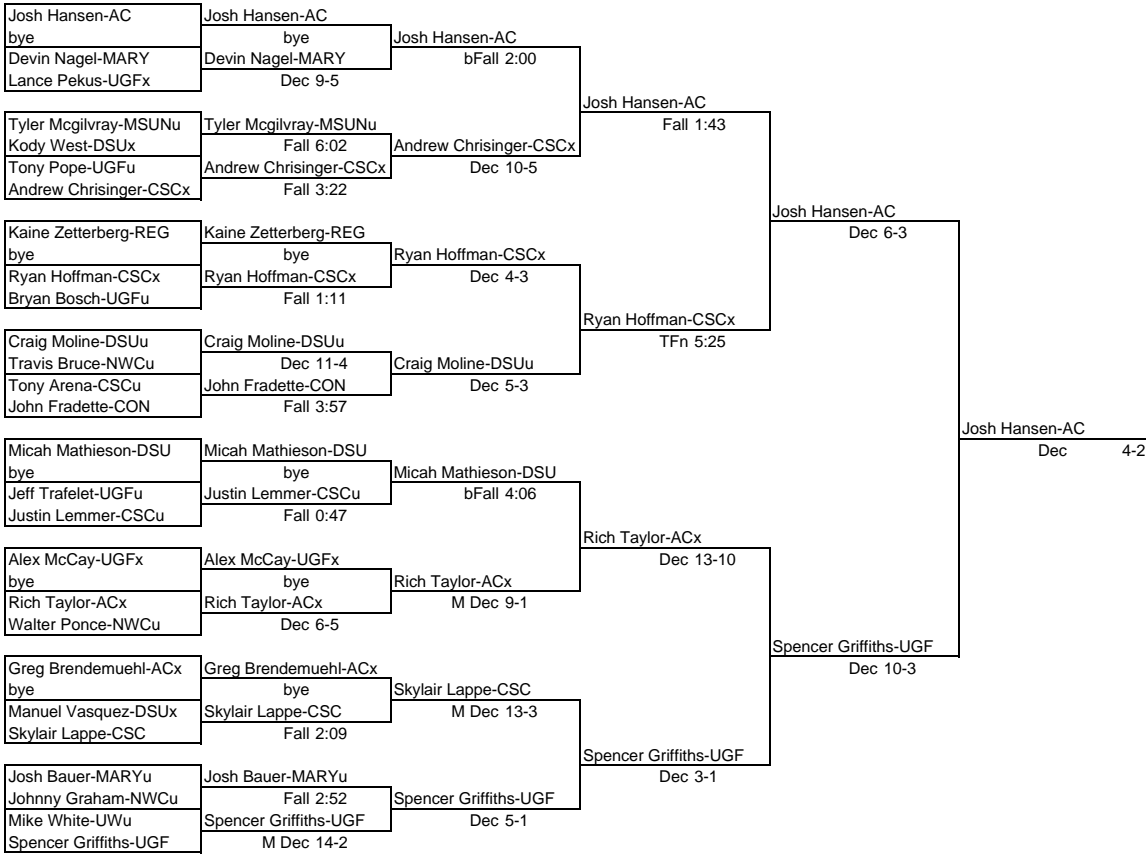 Josh Hansen-AC
bye
Devin Nagel-MARY
Lance Pekus-UGFx
Tyler Mcgilvray-MSUNu
Kody West-DSUx
Tony Pope-UGFu
Andrew Chrisinger-CSCx
Kaine Zetterberg-REG
bye
Ryan Hoffman-CSCx
Bryan Bosch-UGFu
Craig Moline-DSUu
Travis Bruce-NWCu
Tony Arena-CSCu
John Fradette-CON
Micah Mathieson-DSU
bye
Jeff Trafelet-UGFu
Justin Lemmer-CSCu
Alex McCay-UGFx
bye
Rich Taylor-ACx
Walter Ponce-NWCu
Greg Brendemuehl-ACx
bye
Manuel Vasquez-DSUx
Skylair Lappe-CSC
Josh Bauer-MARYu
Johnny Graham-NWCu
Mike White-UWu
Spencer Griffiths-UGF
Josh Hansen-AC
bye
Devin Nagel-MARY
Dec 9-5
Tyler Mcgilvray-MSUNu
Fall 6:02
Andrew Chrisinger-CSCx
Fall 3:22
Kaine Zetterberg-REG
bye
Ryan Hoffman-CSCx
Fall 1:11
Craig Moline-DSUu
Dec 11-4
John Fradette-CON
Fall 3:57
Micah Mathieson-DSU
bye
Justin Lemmer-CSCu
Fall 0:47
Alex McCay-UGFx
bye
Rich Taylor-ACx
Dec 6-5
Greg Brendemuehl-ACx
bye
Skylair Lappe-CSC
Fall 2:09
Josh Bauer-MARYu
Fall 2:52
Spencer Griffiths-UGF
M Dec 14-2
Josh Hansen-AC
bFall 2:00
Andrew Chrisinger-CSCx
Dec 10-5
Ryan Hoffman-CSCx
Dec 4-3
Craig Moline-DSUu
Dec 5-3
Micah Mathieson-DSU
bFall 4:06
Rich Taylor-ACx
M Dec 9-1
Skylair Lappe-CSC
M Dec 13-3
Spencer Griffiths-UGF
Dec 5-1
Josh Hansen-AC
Fall 1:43
Ryan Hoffman-CSCx
TFn 5:25
Rich Taylor-ACx
Dec 13-10
Spencer Griffiths-UGF
Dec 3-1
Josh Hansen-AC
Dec 6-3
Spencer Griffiths-UGF
Dec 10-3
Josh Hansen-AC
Dec 4-2